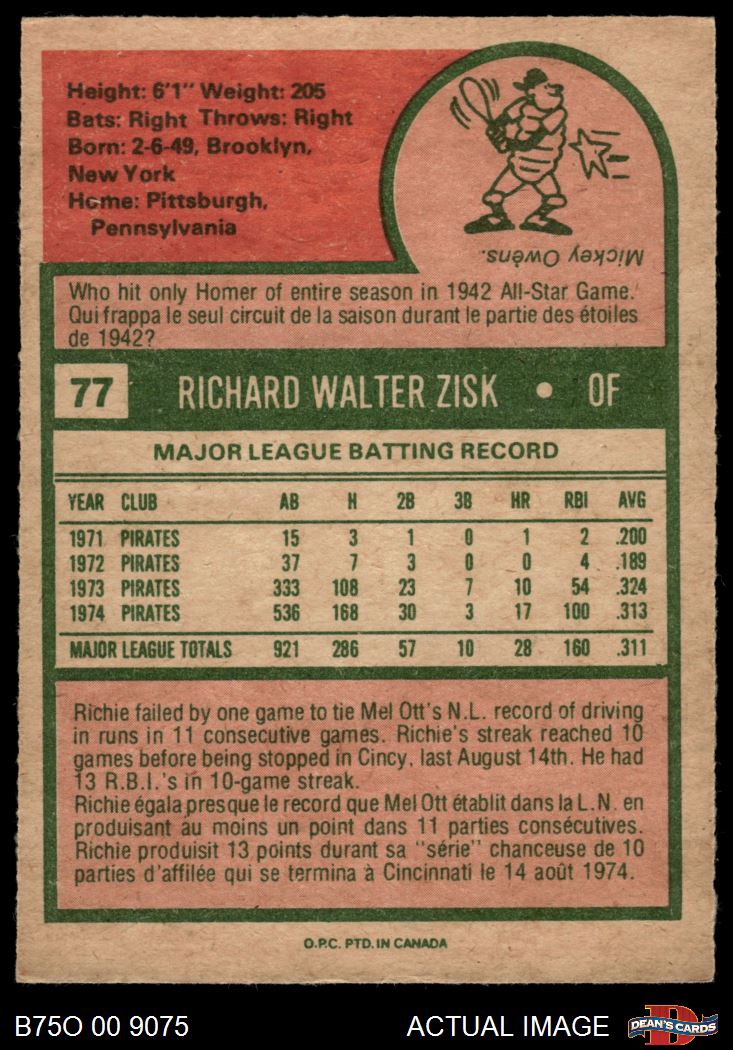 Height: 6'1" Weight: 205
Bats: Right Throws: Right
Born: 2-6-49, Brooklyn,
New York
Home: Pittsburgh,
Pennsylvania
Mickey Owens.
Who hit only Homer of entire season in 1942 All-Star Game.
Qui frappa le seul circuit de la saison durant le partie des étoiles
de 1942?
77 RICHARD WALTER ZISK • OF
MAJOR LEAGUE BATTING RECORD
YEAR CLUB AB H 2B 3B HR RBI AVG
1971 PIRATES 15 3 1 0 1 2 .200
1972 PIRATES 37 7 3 0 0 4 .189
1973 PIRATES 333 108 23 7 10 54 .324
1974 PIRATES 536 168 30 3 17 100 .313
MAJOR LEAGUE TOTALS 921 286 57 10 28 160 .311
Richie failed by one game to tie Mel Ott's N.L. record of driving
in runs in 11 consecutive games. Richie's streak reached 10
games before being stopped in Cincy, last August 14th. He had
13 R.B.I.'s in 10-game streak.
Richie égala presque le record que Mel Ott établit dans la L.N. en
produisant au moins un point dans 11 parties consécutives.
Richie produisit 13 points durant sa "série" chanceuse de 10
parties d'affilée qui se termina à Cincinnati le 14 août 1974.
O.P.C. PTD. IN CANADA
B75O 00 9075 ACTUAL IMAGE DEAN'S CARDS